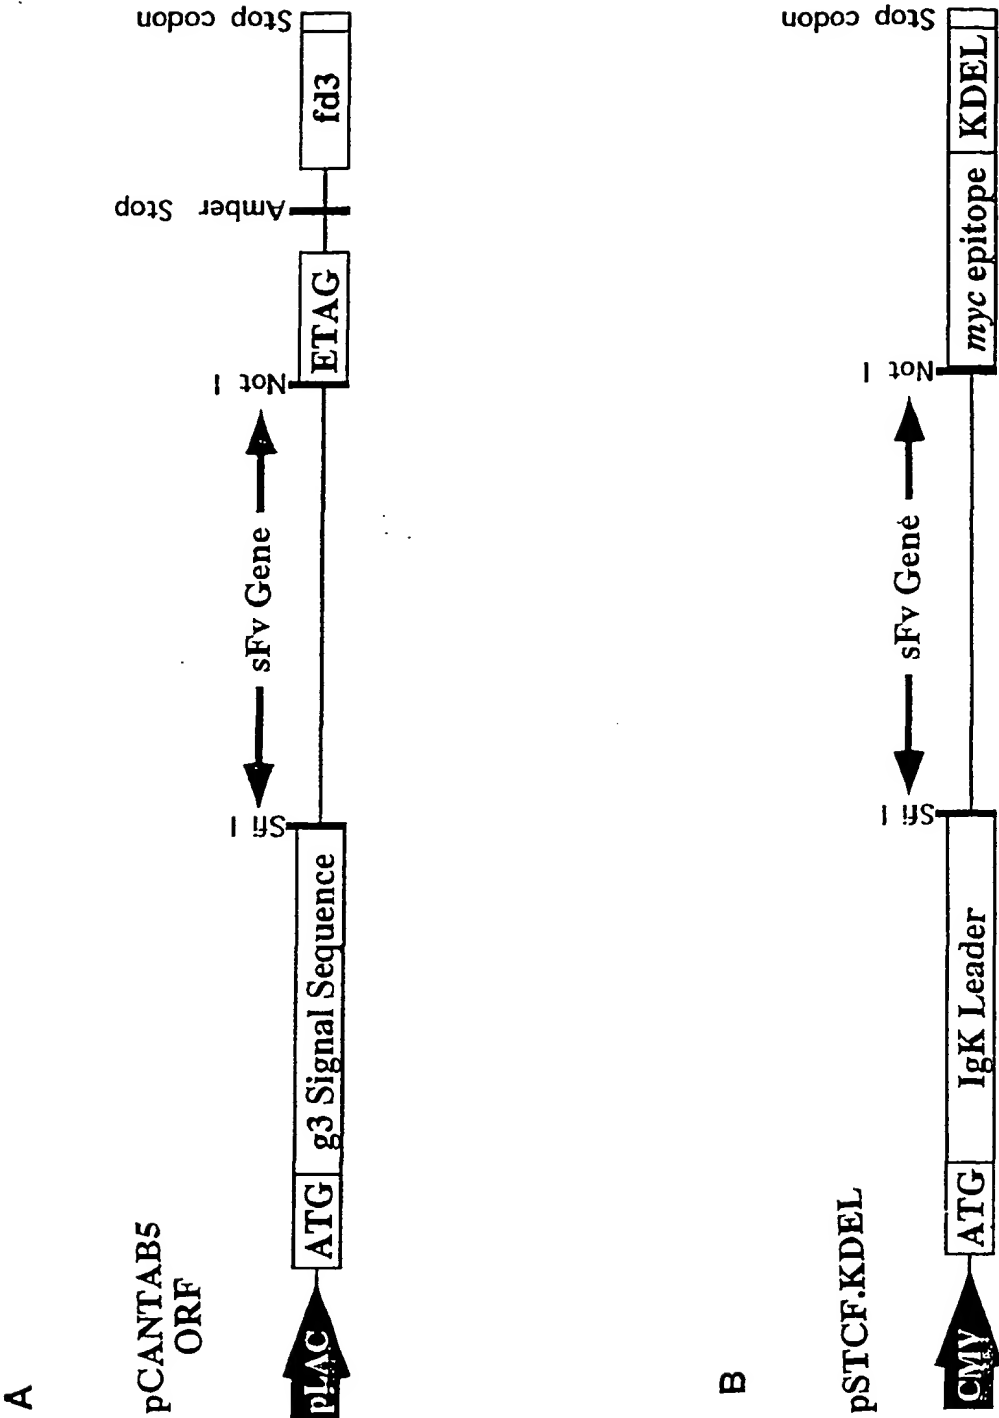 A
pCANTAB5
ORF
pLAC
ATG
g3 Signal Sequence
Sfi I
sFv Gene
Not I
ETAG
Amber Stop
fd3
Stop codon
B
pSTCF.KDEL
CMV
ATG
IgK Leader
Sfi I
sFv Gene
Not I
myc epitope
KDEL
Stop codon